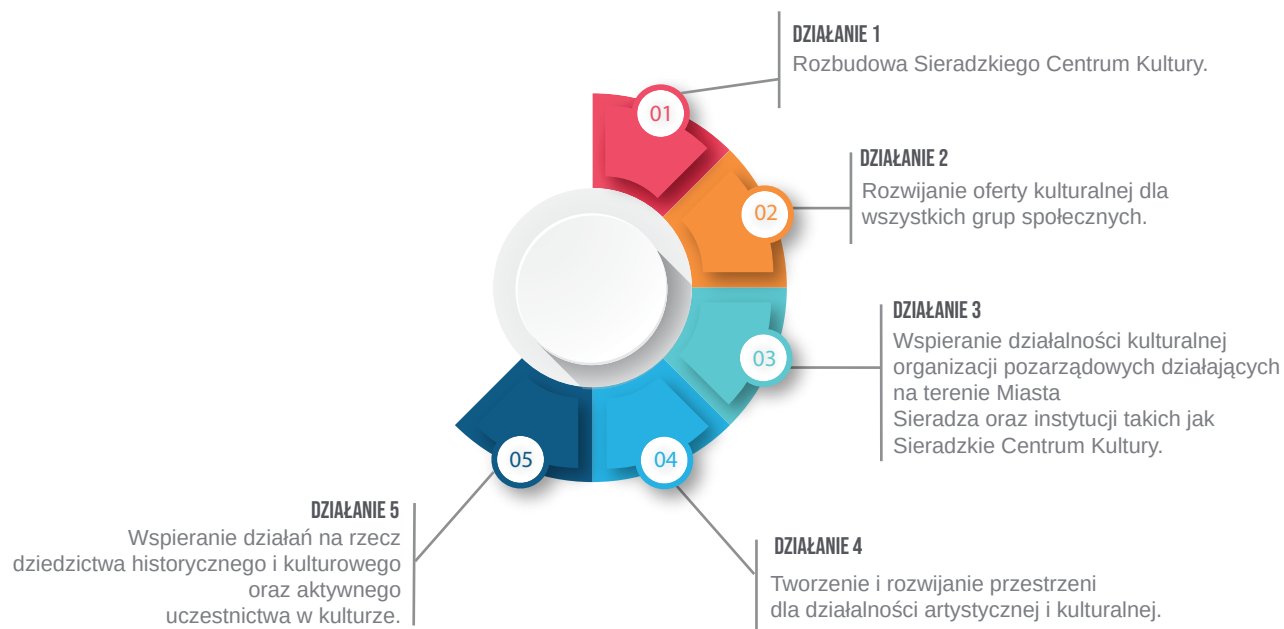 DZIAŁANIE 1
Rozbudowa Sieradzkiego Centrum Kultury.
01
DZIAŁANIE 2
Rozwijanie oferty kulturalnej dla
wszystkich grup społecznych.
02
DZIAŁANIE 3
Wspieranie działalności kulturalnej
organizacji pozarządowych działających
na terenie Miasta
Sieradza oraz instytucji takich jak
Sieradzkie Centrum Kultury.
03
04
05
DZIAŁANIE 4
Tworzenie i rozwijanie przestrzeni
dla działalności artystycznej i kulturalnej.
DZIAŁANIE 5
Wspieranie działań na rzecz
dziedzictwa historycznego i kulturowego
oraz aktywnego
uczestnictwa w kulturze.